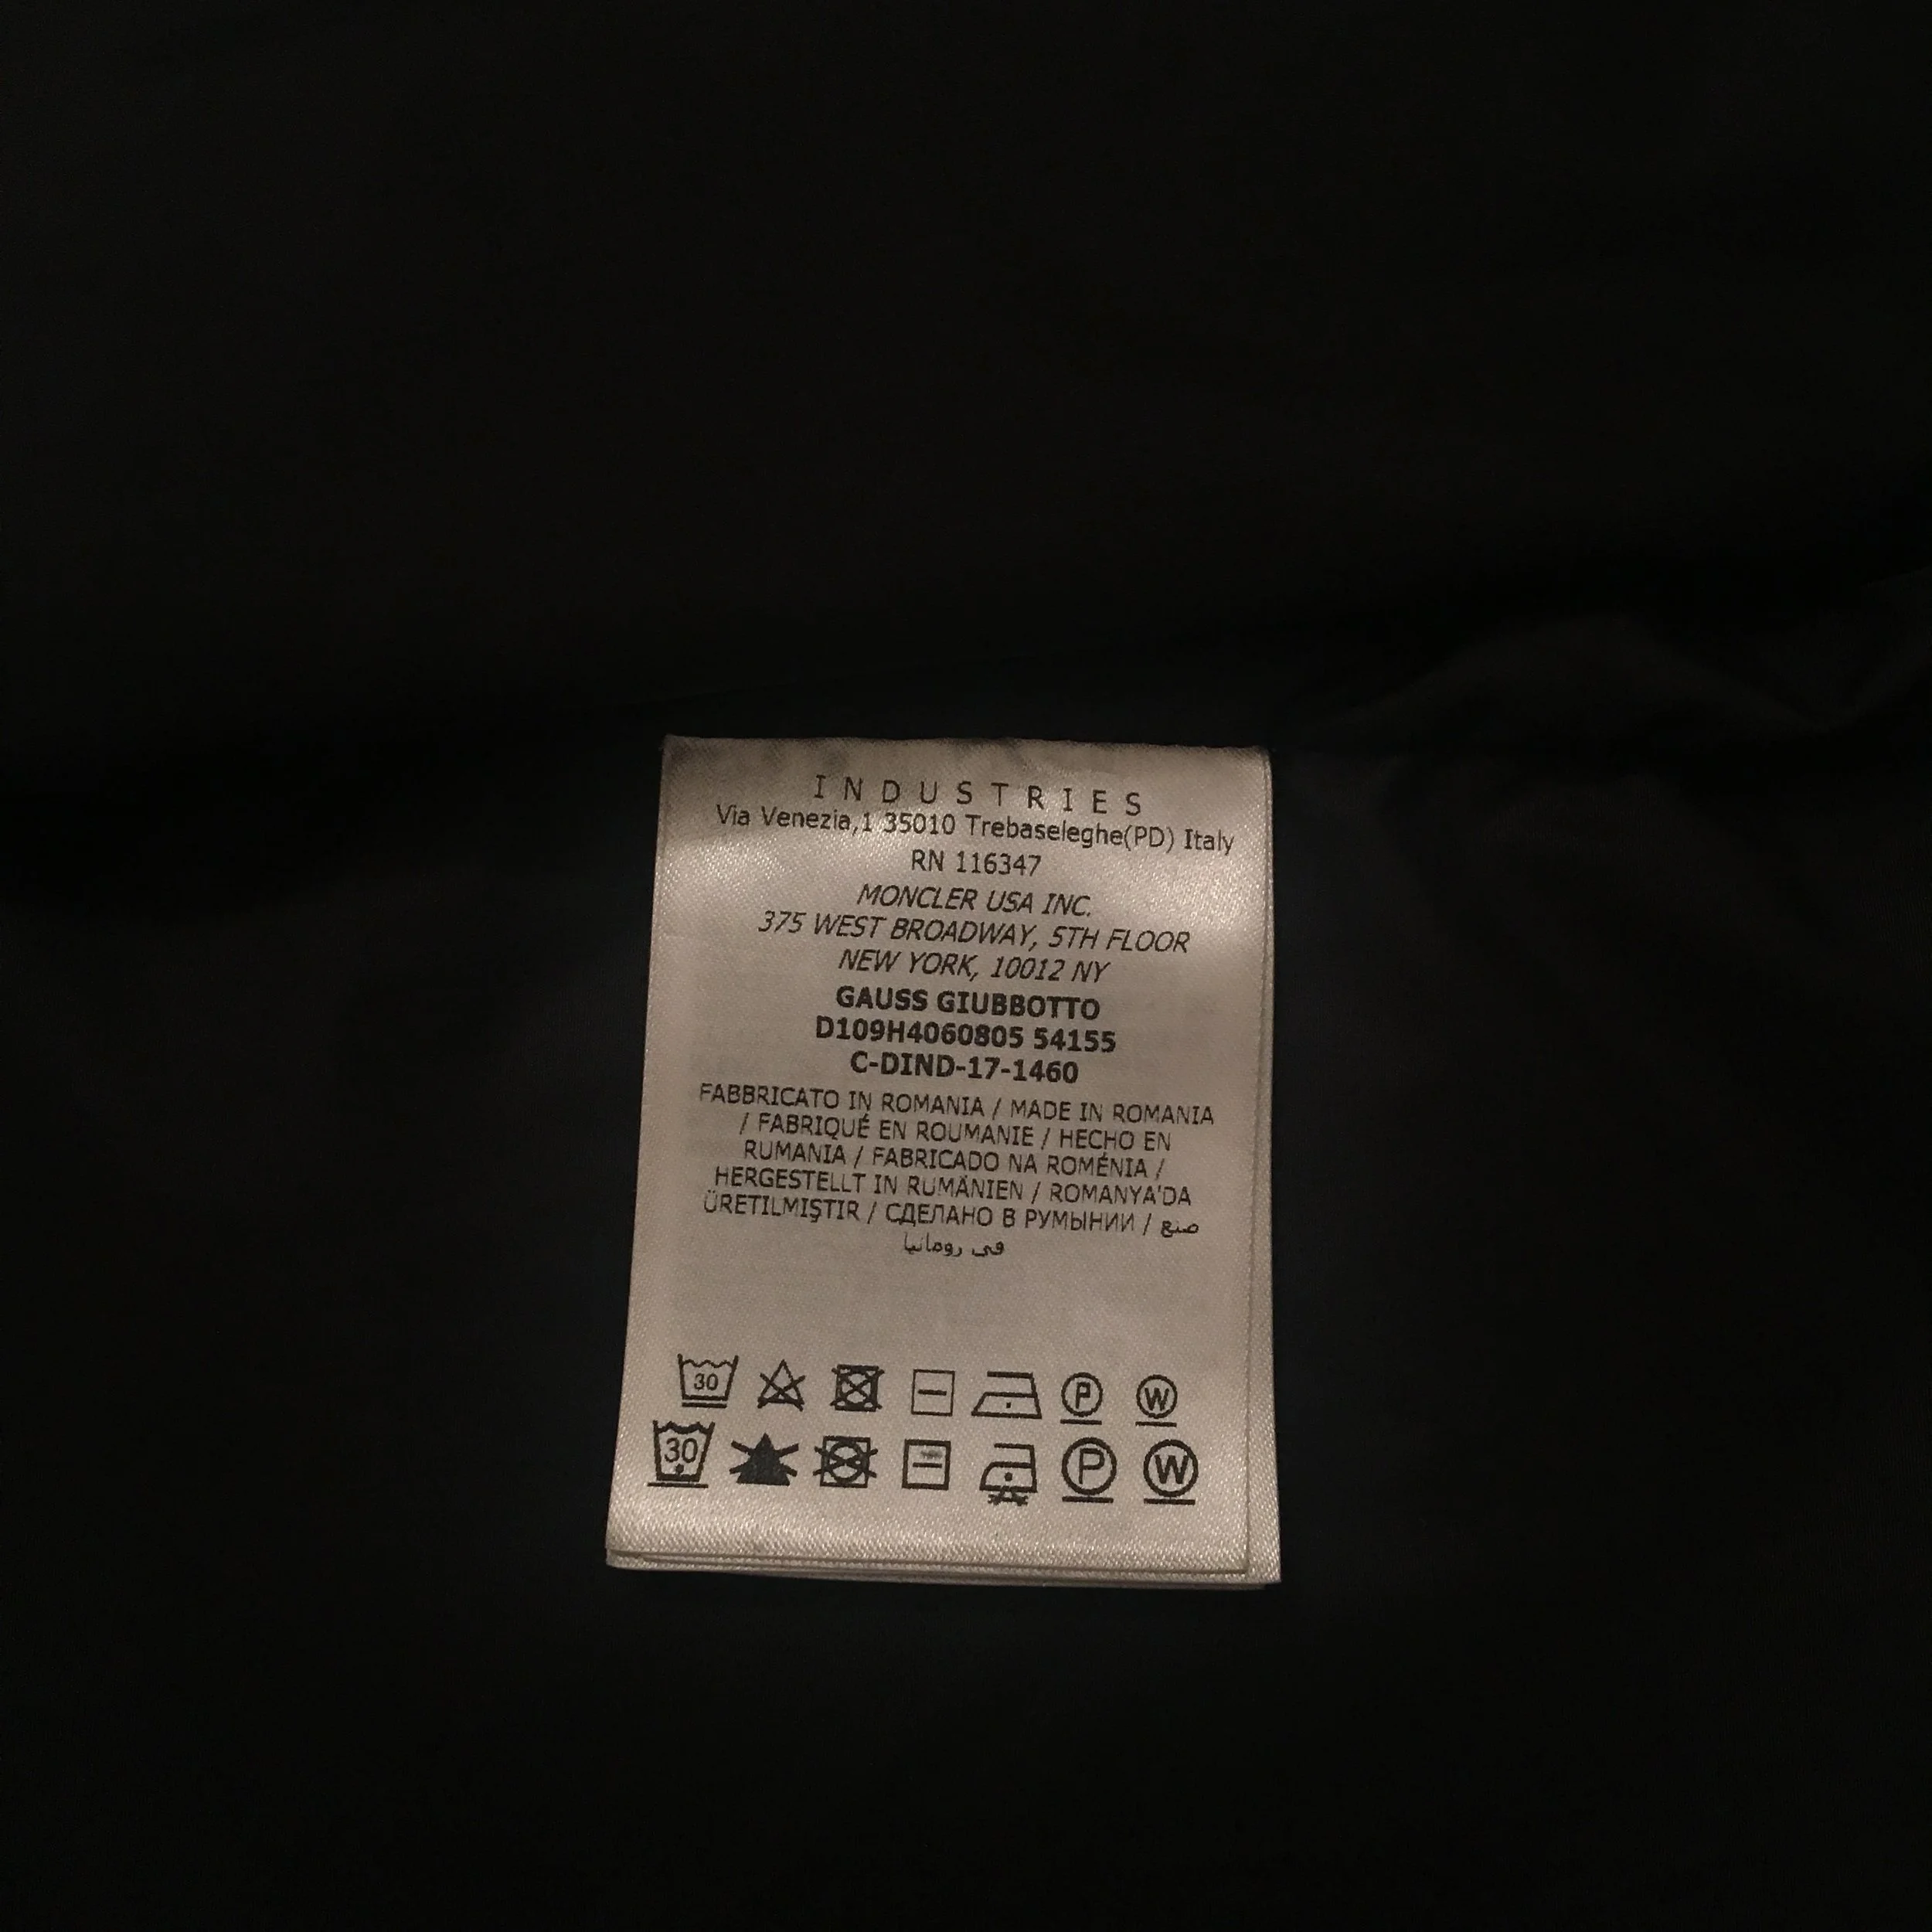 INDUSTRIES
Via Venezia,1 35010 Trebaseleghe(PD) Italy
RN 116347
MONCLER USA INC.
375 WEST BROADWAY, 5TH FLOOR
NEW YORK, 10012 NY
GAUSS GIUBBOTTO
D109H4060805 54155
C-DIND-17-1460
FABBRICATO IN ROMANIA / MADE IN ROMANIA
/ FABRIQUÉ EN ROUMANIE / HECHO EN
RUMANIA / FABRICADO NA ROMÉNIA /
HERGESTELLT IN RUMÄNIEN / ROMANYA'DA
ÜRETILMIŞTIR / СДЕЛАНО В РУМЫНИИ / صنع
في رومانيا
30 P W
30 P W